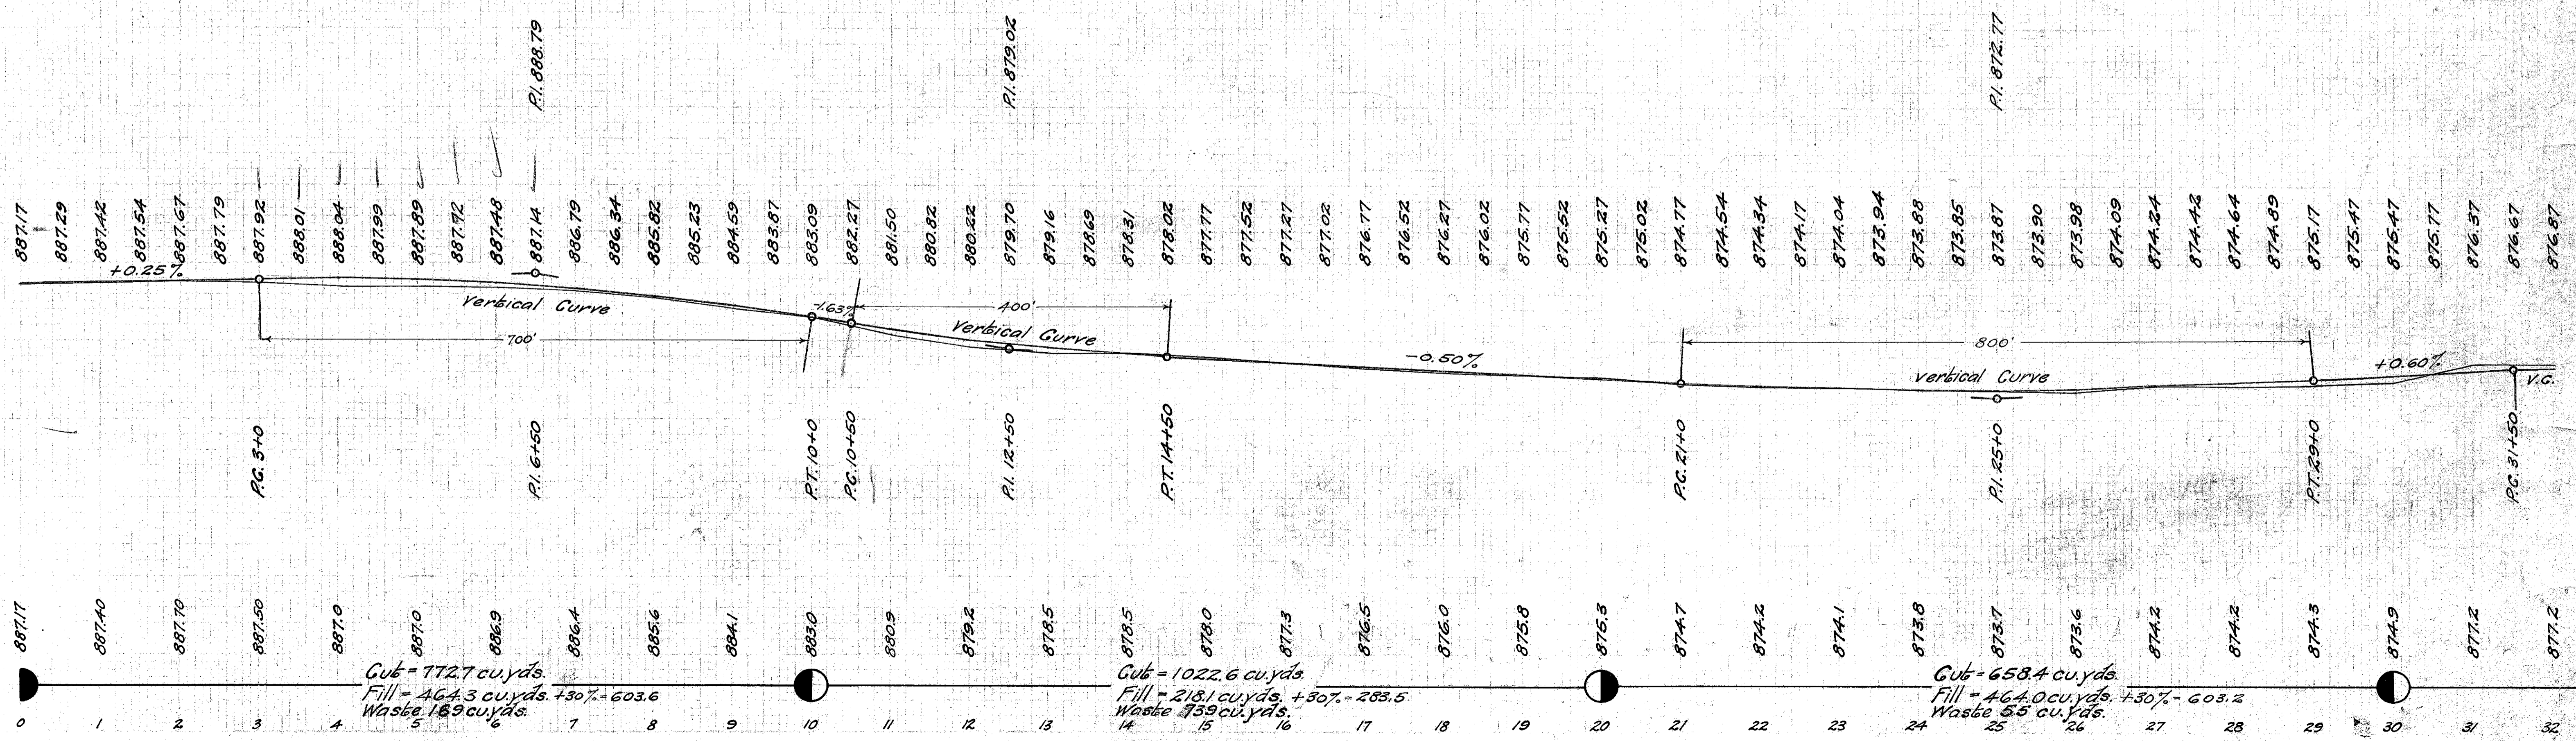 P.I. 888.79
P.I. 879.02
P.I. 872.77
887.17 887.29 887.42 887.54 887.67 887.79 887.92 888.01 888.04 887.99 887.89 887.72 887.48 887.14 886.79 886.34 885.82 885.23 884.59 883.87 883.09 882.27 881.50 880.82 880.22 879.70 879.16 878.69 878.31 878.02 877.77 877.52 877.27 877.02 876.77 876.52 876.27 876.02 875.77 875.52 875.27 875.02 874.77 874.54 874.34 874.17 874.04 873.94 873.88 873.85 873.87 873.90 873.98 874.09 874.24 874.42 874.64 874.89 875.17 875.47 875.47 875.77 876.37 876.67 876.87
+0.25%
Vertical Curve
700'
-1.63%
400'
Vertical Curve
-0.50%
800'
Vertical Curve
+0.60%
V.C.
P.C. 3+0
P.I. 6+50
P.T. 10+0
P.C. 10+50
P.I. 12+50
P.T. 14+50
P.C. 21+0
P.I. 25+0
P.T. 29+0
P.C. 31+50
887.17 887.40 887.70 887.50 887.0 887.0 886.9 886.4 885.6 884.1 883.0 880.9 879.2 878.5 878.5 878.0 877.3 876.5 876.0 875.8 875.3 874.7 874.2 874.1 873.8 873.7 873.6 874.2 874.2 874.3 874.9 877.2 877.2
Cut = 772.7 cu.yds.
Fill = 464.3 cu.yds. +30% = 603.6
Waste 169 cu.yds.
Cut = 1022.6 cu.yds.
Fill = 218.1 cu.yds. +30% = 283.5
Waste 739 cu.yds.
Cut = 658.4 cu.yds.
Fill = 464.0 cu.yds. +30% = 603.2
Waste 55 cu.yds.
0 1 2 3 4 5 6 7 8 9 10 11 12 13 14 15 16 17 18 19 20 21 22 23 24 25 26 27 28 29 30 31 32